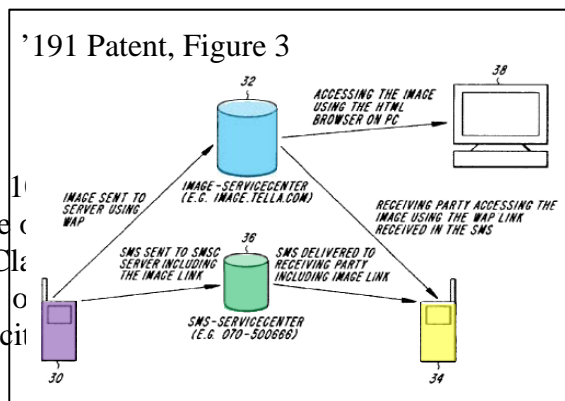 ’191 Patent, Figure 3
32
38
ACCESSING THE IMAGE
USING THE HTML
BROWSER ON PC
IMAGE-SERVICECENTER
(E.G. IMAGE.TELLA.COM)
IMAGE SENT TO
SERVER USING
WAP
RECEIVING PARTY ACCESSING THE
IMAGE USING THE WAP LINK
RECEIVED IN THE SMS
36
SMS SENT TO SMSC
SERVER INCLUDING
THE IMAGE LINK
SMS DELIVERED TO
RECEIVING PARTY
INCLUDING IMAGE LINK
SMS-SERVICECENTER
(E.G. 070-500666)
30
34